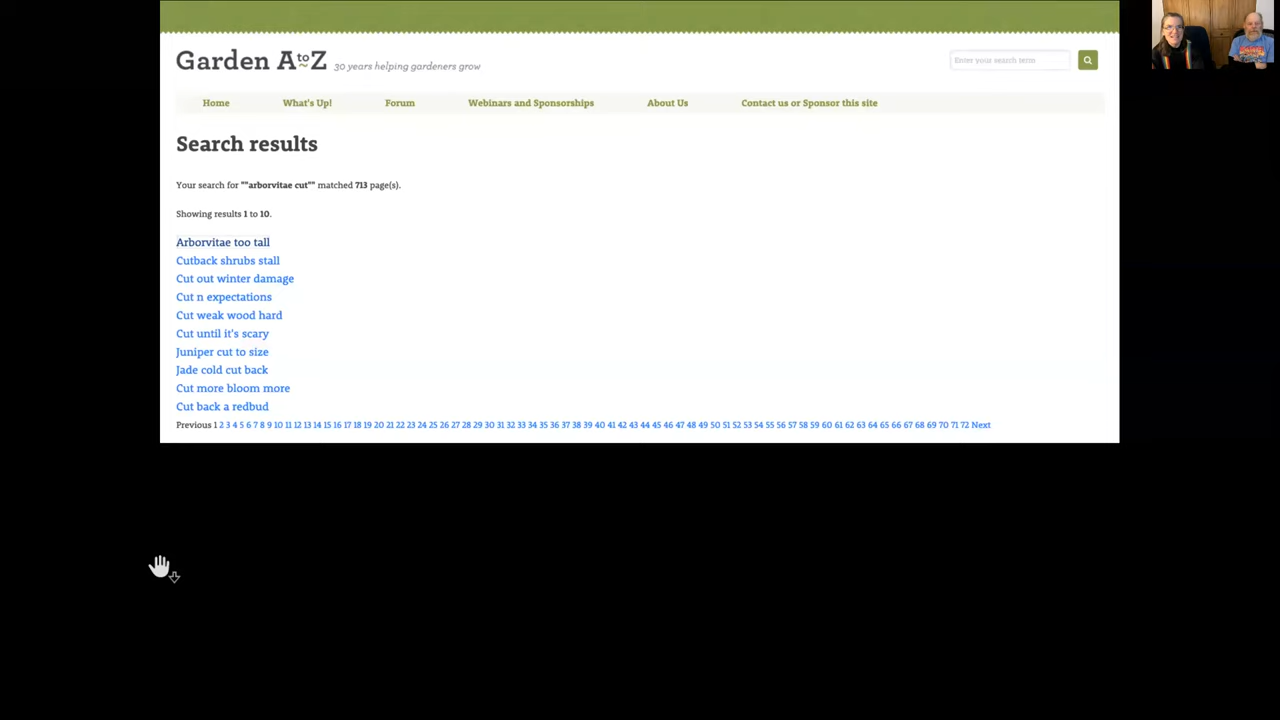 Garden A to Z 30 years helping gardeners grow
Enter your search term
Home What's Up! Forum Webinars and Sponsorships About Us Contact us or Sponsor this site
Search results
Your search for ""arborvitae cut"" matched 713 page(s).
Showing results 1 to 10.
Arborvitae too tall
Cutback shrubs stall
Cut out winter damage
Cut n expectations
Cut weak wood hard
Cut until it's scary
Juniper cut to size
Jade cold cut back
Cut more bloom more
Cut back a redbud
Previous 1 2 3 4 5 6 7 8 9 10 11 12 13 14 15 16 17 18 19 20 21 22 23 24 25 26 27 28 29 30 31 32 33 34 35 36 37 38 39 40 41 42 43 44 45 46 47 48 49 50 51 52 53 54 55 56 57 58 59 60 61 62 63 64 65 66 67 68 69 70 71 72 Next